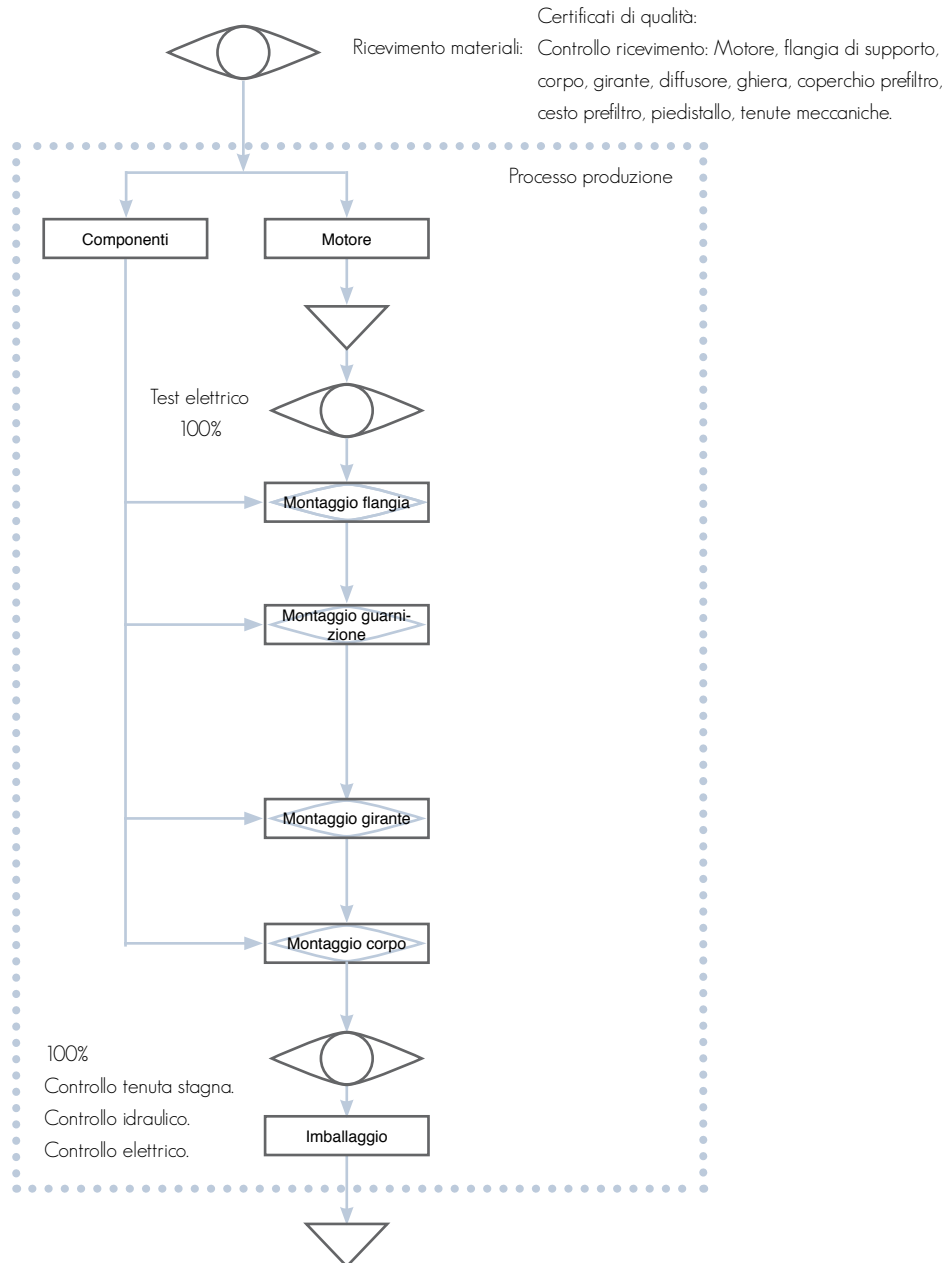 Certificati di qualità:
Ricevimento materiali: Controllo ricevimento: Motore, flangia di supporto,
corpo, girante, diffusore, ghiera, coperchio prefiltro,
cesto prefiltro, piedistallo, tenute meccaniche.
Processo produzione
Componenti
Motore
Test elettrico
100%
Montaggio flangia
Montaggio guarni-
zione
Montaggio girante
Montaggio corpo
100%
Controllo tenuta stagna.
Controllo idraulico.
Controllo elettrico.
Imballaggio